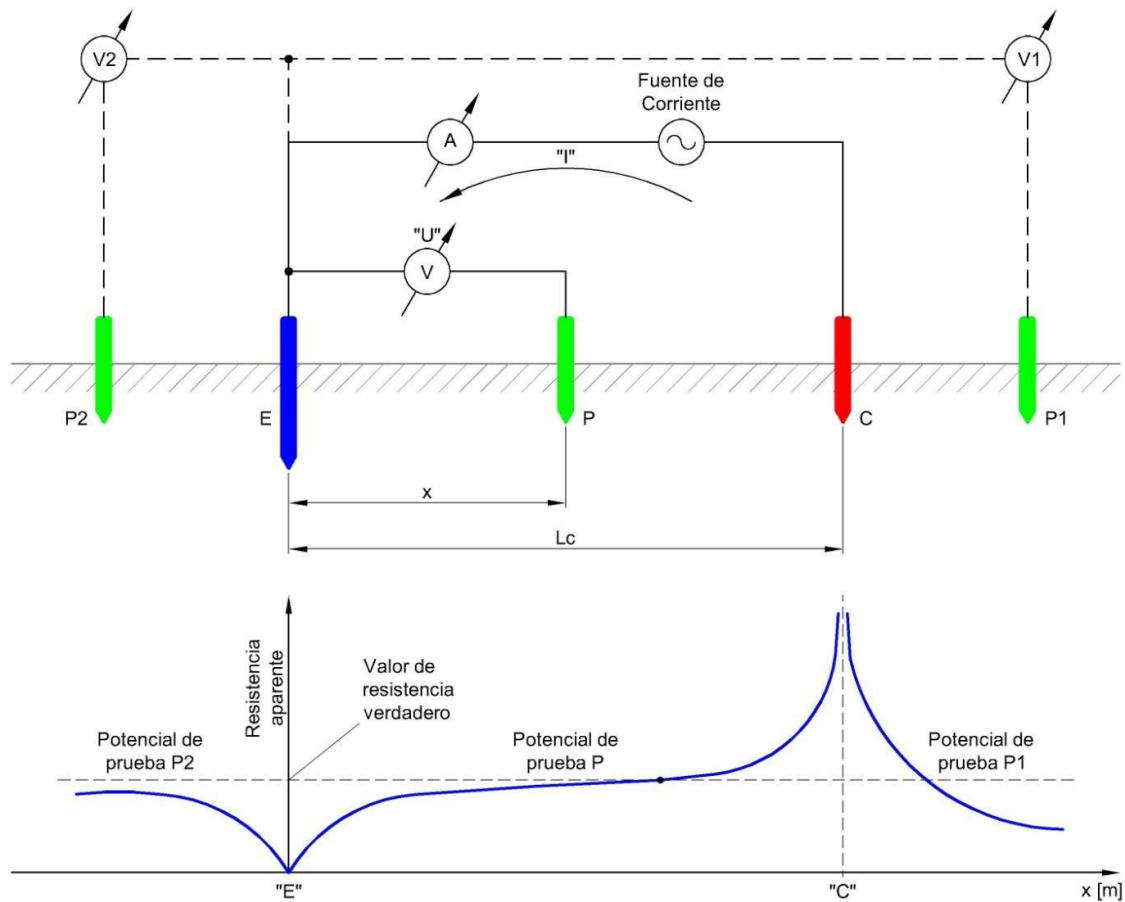 V2
V1
Fuente de
Corriente
A
"I"
"U"
V
P2
E
P
C
P1
x
Lc
Resistencia
aparente
Valor de
resistencia
verdadero
Potencial de
prueba P2
Potencial de
prueba P
Potencial de
prueba P1
"E"
"C"
x [m]